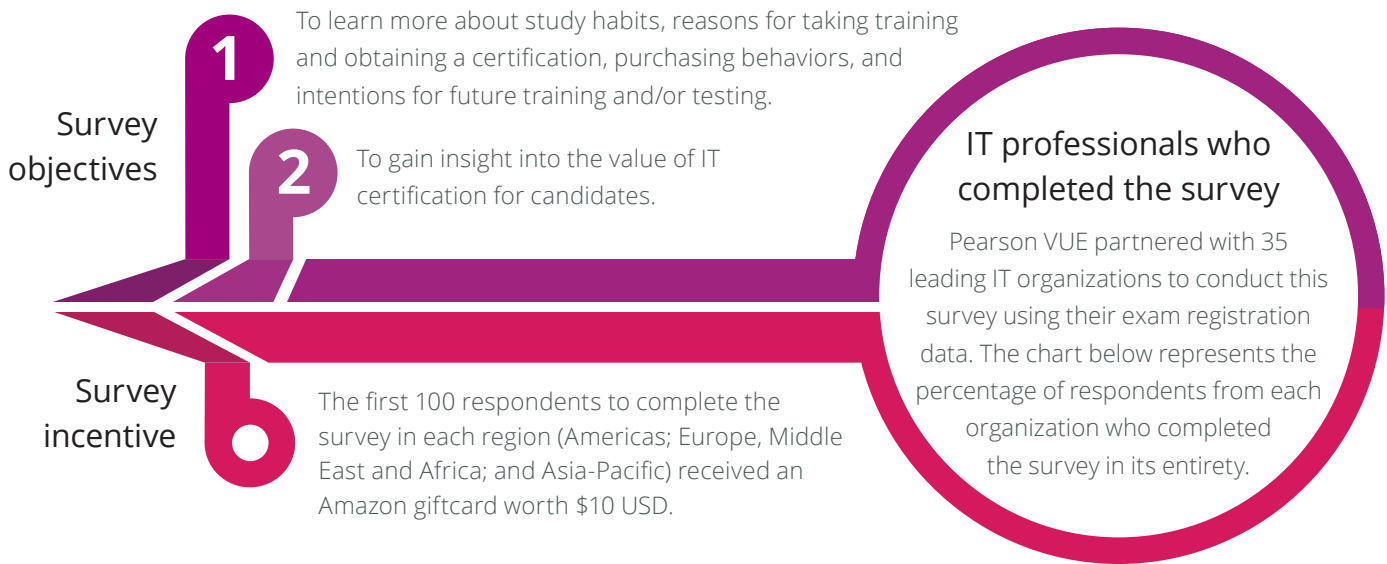 1
To learn more about study habits, reasons for taking training
and obtaining a certification, purchasing behaviors, and
intentions for future training and/or testing.
Survey
objectives
2
To gain insight into the value of IT
certification for candidates.
IT professionals who
completed the survey
Pearson VUE partnered with 35
leading IT organizations to conduct this
survey using their exam registration
data. The chart below represents the
percentage of respondents from each
organization who completed
the survey in its entirety.
Survey
incentive
The first 100 respondents to complete the
survey in each region (Americas; Europe, Middle
East and Africa; and Asia-Pacific) received an
Amazon giftcard worth $10 USD.